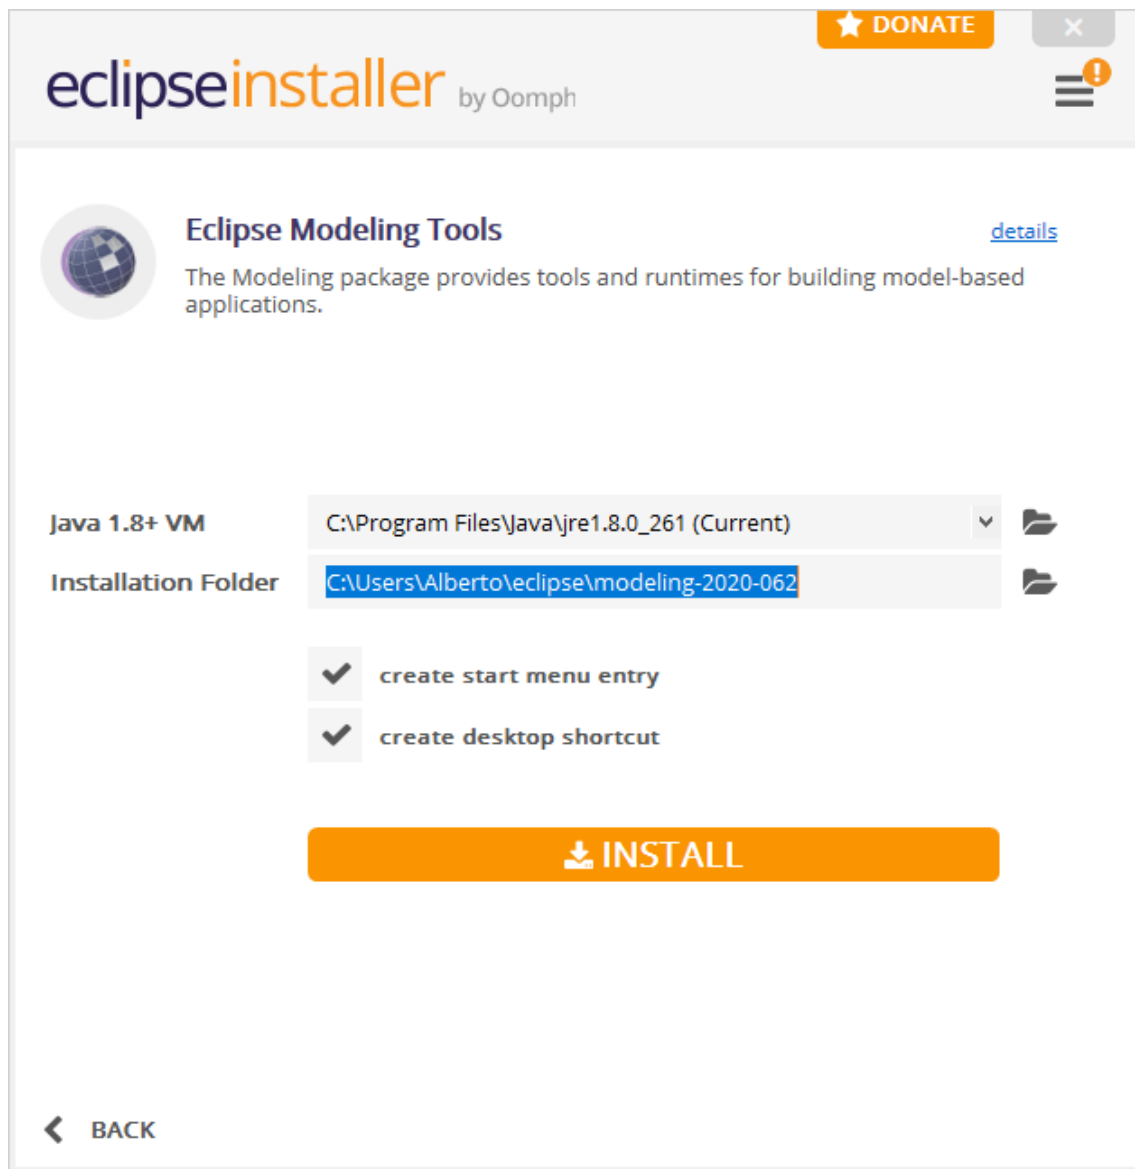 DONATE
eclipseinstaller by Oomph
Eclipse Modeling Tools
details
The Modeling package provides tools and runtimes for building model-based
applications.
Java 1.8+ VM
C:\Program Files\Java\jre1.8.0_261 (Current)
Installation Folder
C:\Users\Alberto\eclipse\modeling-2020-062
create start menu entry
create desktop shortcut
INSTALL
BACK